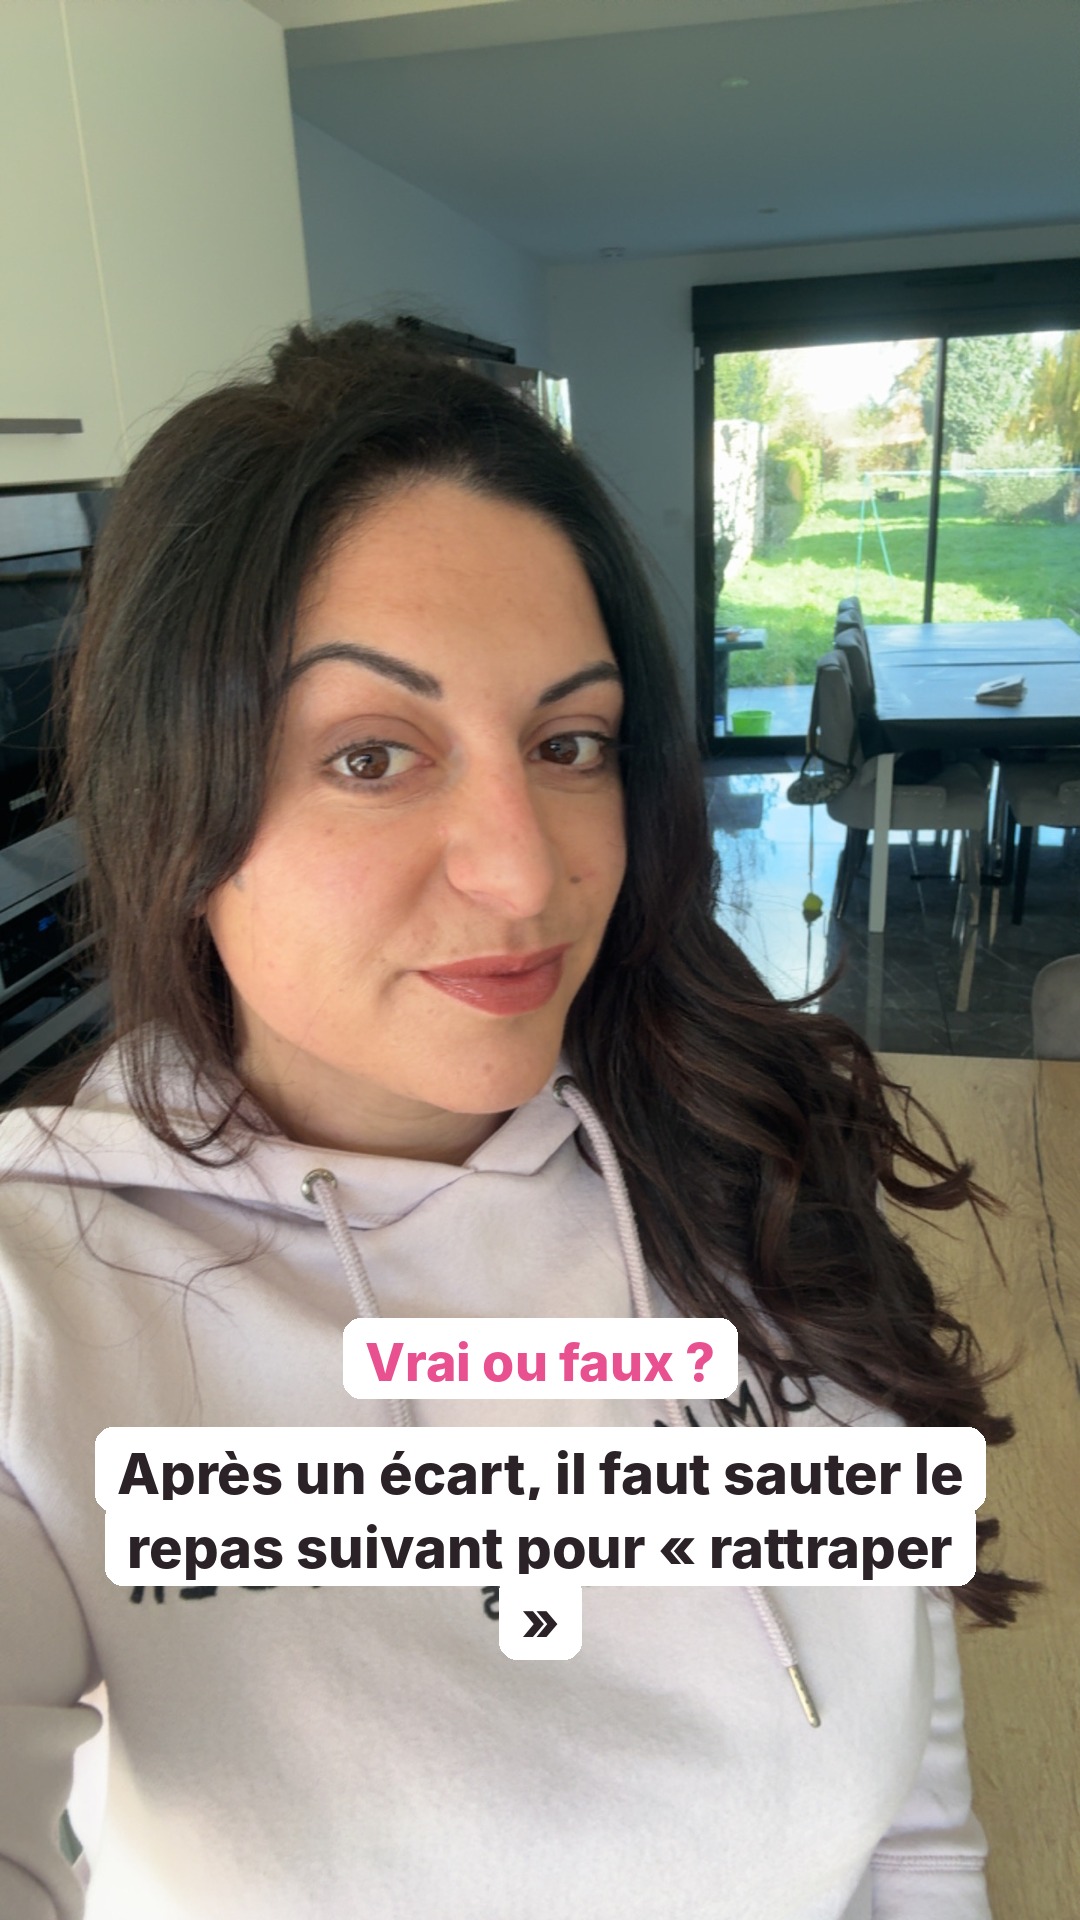 Vrai ou faux ?
Après un écart, il faut sauter le
repas suivant pour « rattraper
»